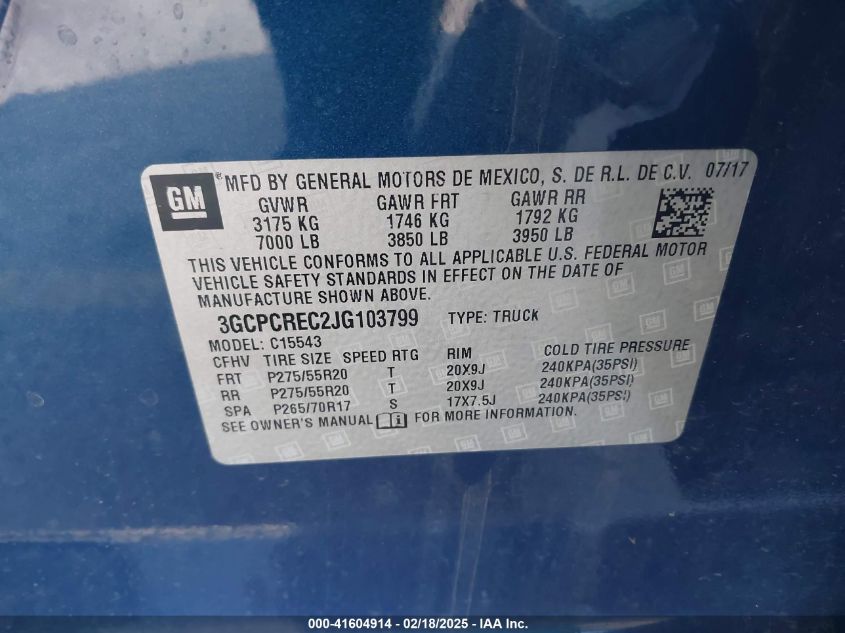 GM ® MFD BY GENERAL MOTORS DE MEXICO, S. DE R.L. DE C.V. 07/17
GVWR GAWR FRT GAWR RR
3175 KG 1746 KG 1792 KG
7000 LB 3850 LB 3950 LB
THIS VEHICLE CONFORMS TO ALL APPLICABLE U.S. FEDERAL MOTOR
VEHICLE SAFETY STANDARDS IN EFFECT ON THE DATE OF
MANUFACTURE SHOWN ABOVE.
3GCPCREC2JG103799 TYPE: TRUCK
MODEL: C15543
CFHV TIRE SIZE SPEED RTG RIM COLD TIRE PRESSURE
FRT P275/55R20 T 20X9J 240KPA(35PSI)
RR P275/55R20 T 20X9J 240KPA(35PSI)
SPA P265/70R17 S 17X7.5J 240KPA(35PSI)
SEE OWNER'S MANUAL i FOR MORE INFORMATION.
000-41604914 - 02/18/2025 - IAA Inc.